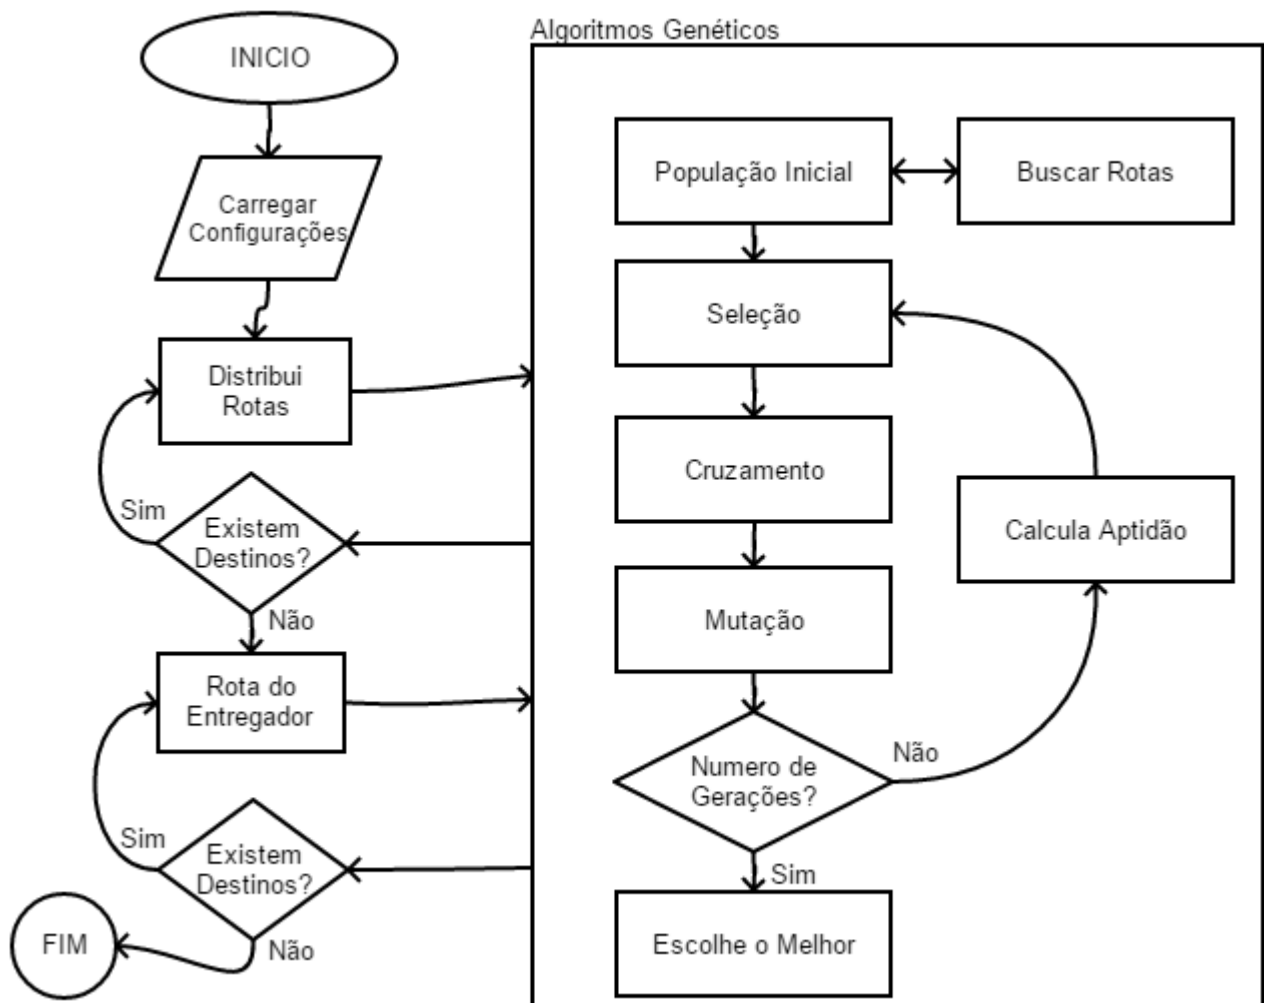 Algoritmos Genéticos
INICIO
Carregar
Configurações
Distribui
Rotas
Sim
Existem
Destinos?
Não
Rota do
Entregador
Sim
Existem
Destinos?
Não
FIM
População Inicial
Buscar Rotas
Seleção
Cruzamento
Calcula Aptidão
Mutação
Numero de
Gerações?
Não
Sim
Escolhe o Melhor